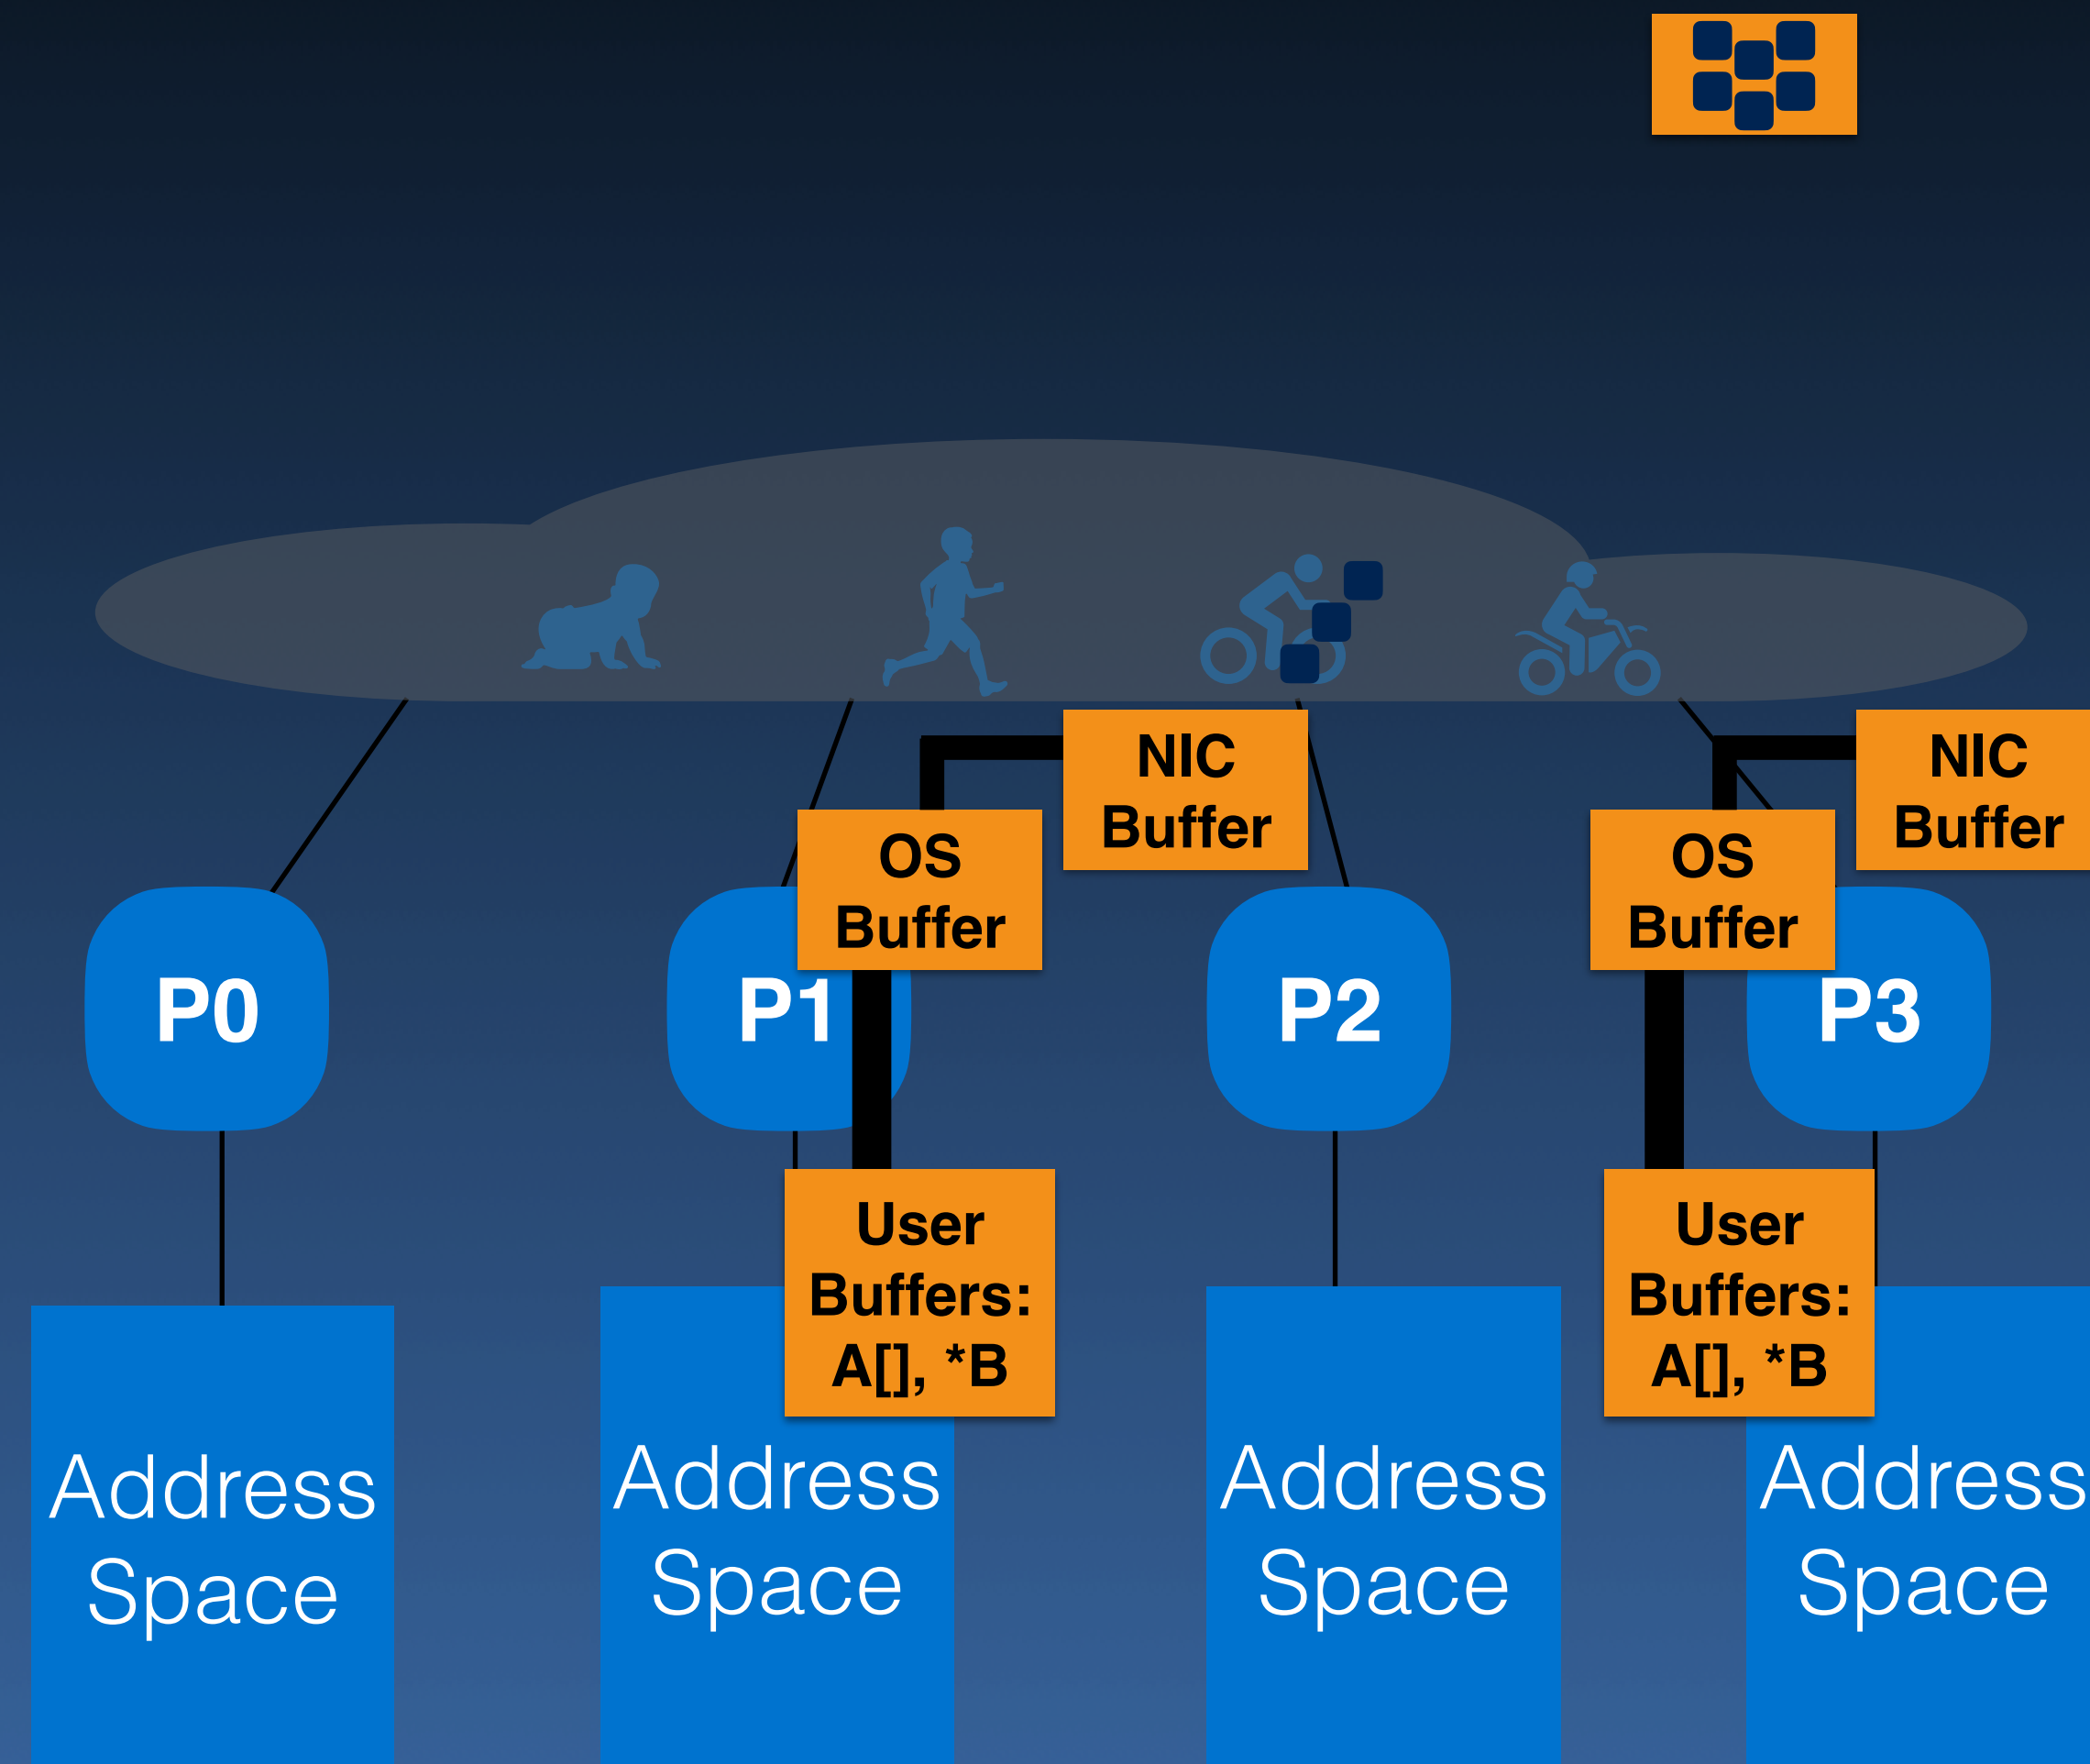 NIC
Buffer
NIC
Buffer
OS
Buffer
OS
Buffer
P0
P1
P2
P3
User
Buffers:
A[], *B
User
Buffers:
A[], *B
Address
Space
Address
Space
Address
Space
Address
Space